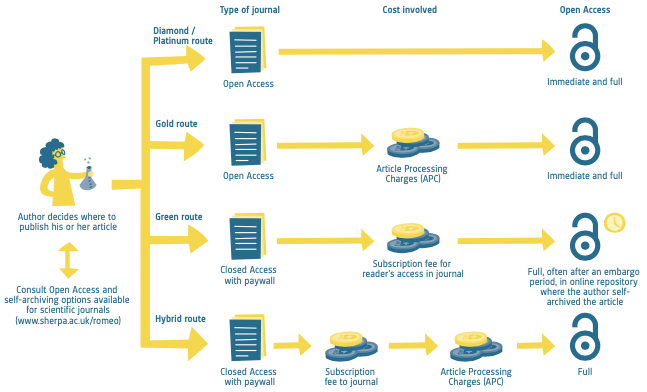 Type of journal
Cost involved
Open Access
Diamond /
Platinum route
Open Access
Immediate and full
Gold route
Open Access
Article Processing
Charges (APC)
Immediate and full
Author decides where to
publish his or her article
Green route
Closed Access
with paywall
Subscription fee for
reader's access in journal
Full, often after an embargo
period, in online repository
where the author self-
archived the article
Consult Open Access and
self-archiving options available
for scientific journals
(www.sherpa.ac.uk/romeo)
Hybrid route
Closed Access
with paywall
Subscription
fee to journal
Article Processing
Charges (APC)
Full